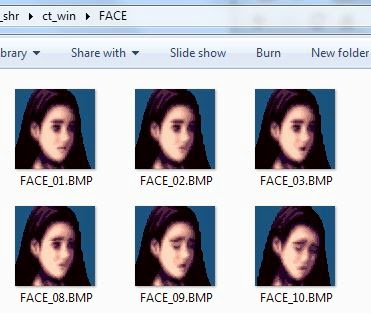 _shr ▸ ct_win ▸ FACE
brary Share with Slide show Burn New folder
FACE_01.BMP FACE_02.BMP FACE_03.BMP
FACE_08.BMP FACE_09.BMP FACE_10.BMP